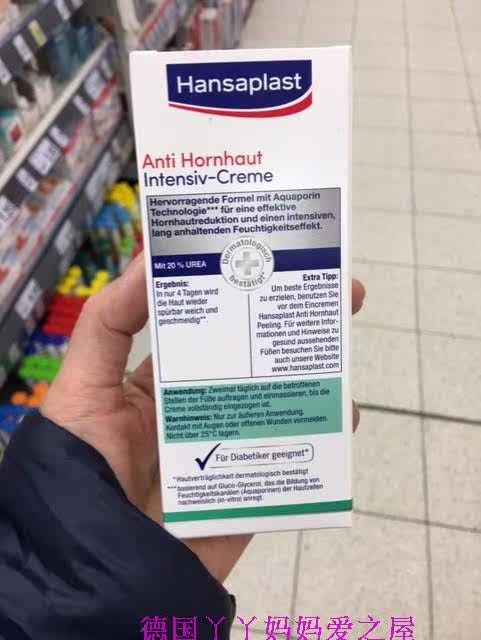 Hansaplast
Anti Hornhaut
Intensiv-Creme
Hervorragende Formel mit Aquaporin
Technologie*** für eine effektive
Hornhautreduktion und einen intensiven,
lang anhaltenden Feuchtigkeitseffekt.
Dermatologisch
bestätigt*
Mit 20 % UREA
Ergebnis:
In nur 4 Tagen wird
die Haut wieder
spürbar weich und
geschmeidig**.
Extra Tipp:
Um beste Ergebnisse
zu erzielen, benutzen Sie
vor dem Eincremen
Hansaplast Anti Hornhaut
Peeling. Für weitere Infor-
mationen und Hinweise zu
gesund aussehenden
Füßen besuchen Sie bitte
auch unsere Website
www.hansaplast.com
Anwendung: Zweimal täglich auf die betroffenen
Stellen der Füße auftragen und einmassieren, bis die
Creme vollständig eingezogen ist.
Warnhinweis: Nur zur äußeren Anwendung.
Kontakt mit Augen oder offenen Wunden vermeiden.
Nicht über 25°C lagern.
Für Diabetiker geeignet*
*Hautverträglichkeit dermatologisch bestätigt
***basierend auf Gluco-Glycerol, das die Bildung von
Feuchtigkeitskanälen (Aquaporinen) der Hautzellen
nachweislich (in-vitro) anregt.
德国丫丫妈妈爱之屋